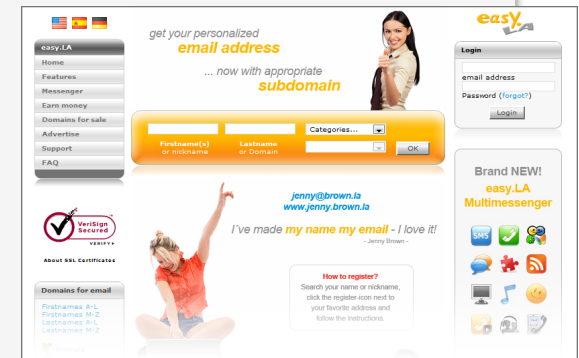 get your personalized
email address
... now with appropriate
subdomain
easy.LA
easy.LA
Home
Features
Messenger
Earn money
Domains for sale
Advertise
Support
FAQ
Login
email address
Password (forgot?)
Login
Categories...
Firstname(s)
or nickname
Lastname
or Domain
OK
VeriSign
Secured
VERIFY
About SSL Certificates
Domains for email
Firstnames A-L
Firstnames M-Z
Lastnames A-L
Lastnames M-Z
jenny@brown.la
www.jenny.brown.la
I´ve made my name my email - I love it!
- Jenny Brown -
How to register?
Search your name or nickname,
click the register-icon next to
your favorite address and
follow the instructions.
Brand NEW!
easy.LA
Multimessenger
SMS